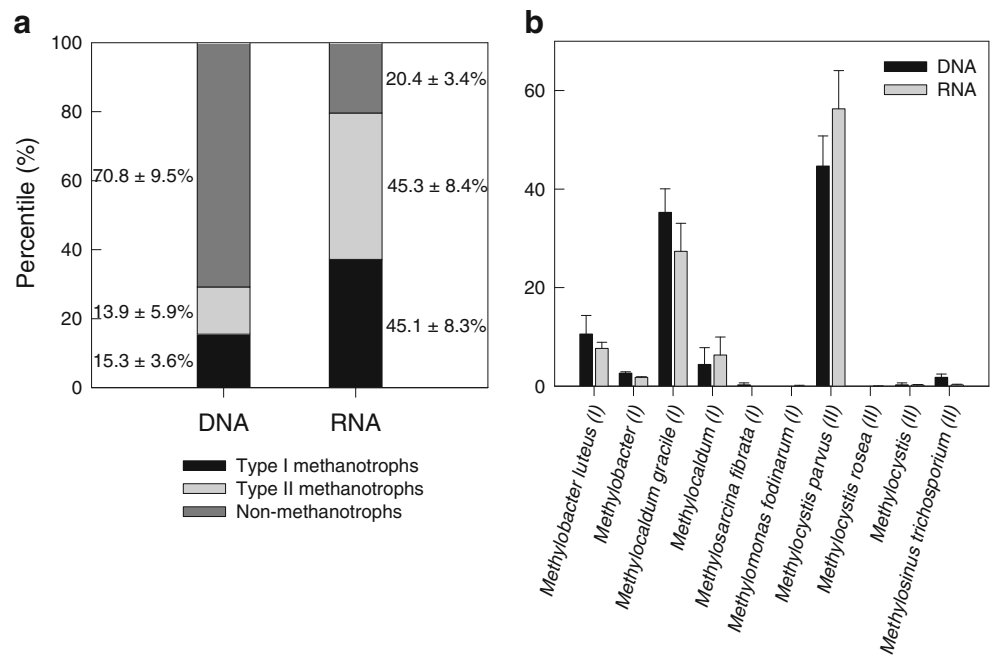 a
Percentile (%)
100
80
60
40
20
0
70.8 ± 9.5%
13.9 ± 5.9%
15.3 ± 3.6%
20.4 ± 3.4%
45.3 ± 8.4%
45.1 ± 8.3%
DNA
RNA
Type I methanotrophs
Type II methanotrophs
Non-methanotrophs
b
60
40
20
0
DNA
RNA
Methylobacter luteus (I)
Methylobacter (I)
Methylocaldum gracile (I)
Methylocaldum (I)
Methylosarcina fibrata (I)
Methylomonas fodinarum (I)
Methylocystis parvus (II)
Methylocystis rosea (II)
Methylocystis (II)
Methylosinus trichosporium (II)